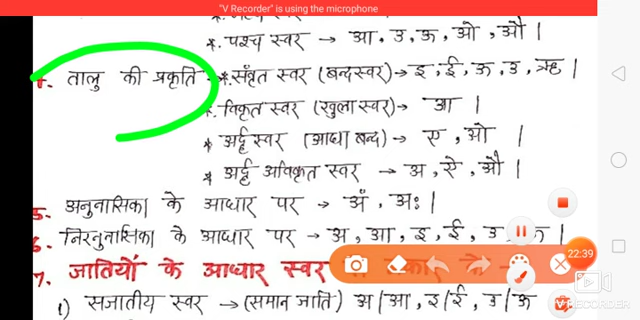 "V Recorder" is using the microphone
*. पश्च स्वर → आ, उ, ऊ, ओ, औ |
4. तालु की प्रकृति - *. संवृत स्वर (बन्द स्वर) → इ, ई, ऊ, उ, ऋ |
*. विकृत स्वर (खुला स्वर) → आ |
* अर्द्ध स्वर (आधा बन्द) → ए, ओ |
* अर्द्ध अविकृत स्वर → अ, ऐ, औ |
5. अनुनासिका के आधार पर → अँ, अः |
6. निरनुनासिका के आधार पर → अ, आ, इ, ई, उ, ऊ |
22:39
7. जातियों के आधार स्वर के
V RECORDER
1) सजातीय स्वर → (समान जाति) अ/आ, इ/ई, उ/ऊ